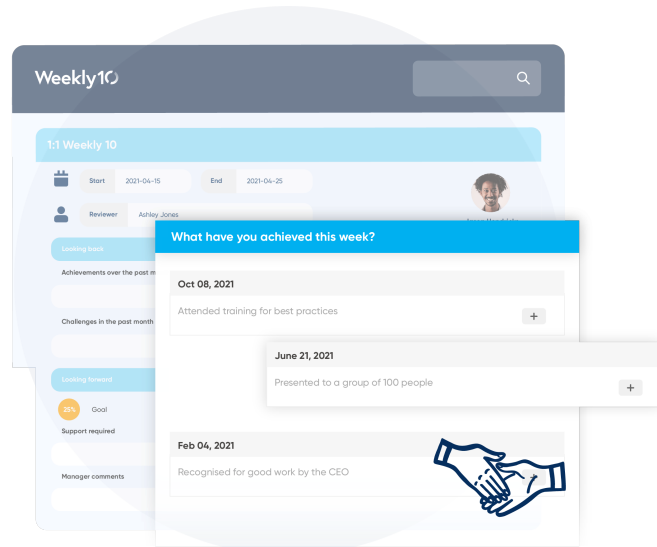 Weekly10
1:1 Weekly 10
Start 2021-04-15 End 2021-04-25
Reviewer Ashley Jones
Looking back
Achievements over the past m
Challenges in the past month
Looking forward
25% Goal
Support required
Manager comments
What have you achieved this week?
Oct 08, 2021
Attended training for best practices
+
June 21, 2021
Presented to a group of 100 people
+
Feb 04, 2021
Recognised for good work by the CEO
+